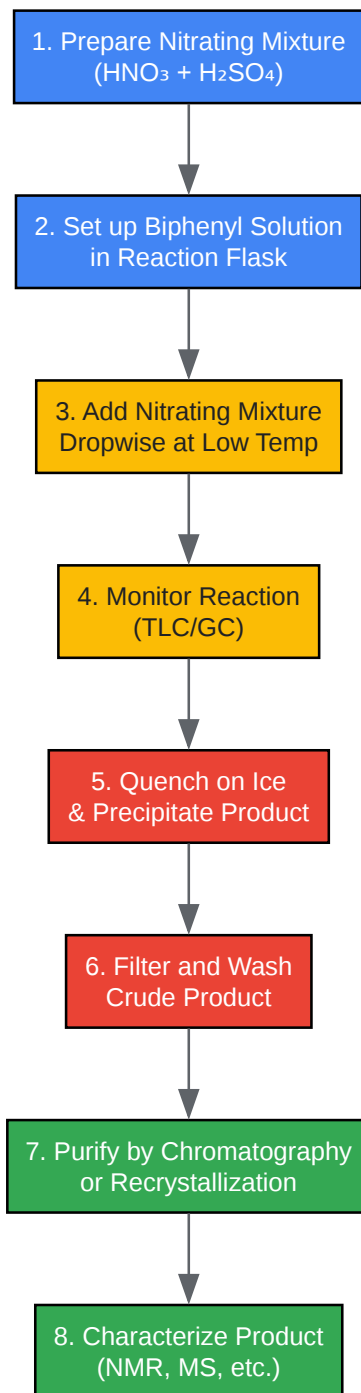 1. Prepare Nitrating Mixture
(HNO₃ + H₂SO₄)
2. Set up Biphenyl Solution
in Reaction Flask
3. Add Nitrating Mixture
Dropwise at Low Temp
4. Monitor Reaction
(TLC/GC)
5. Quench on Ice
& Precipitate Product
6. Filter and Wash
Crude Product
7. Purify by Chromatography
or Recrystallization
8. Characterize Product
(NMR, MS, etc.)